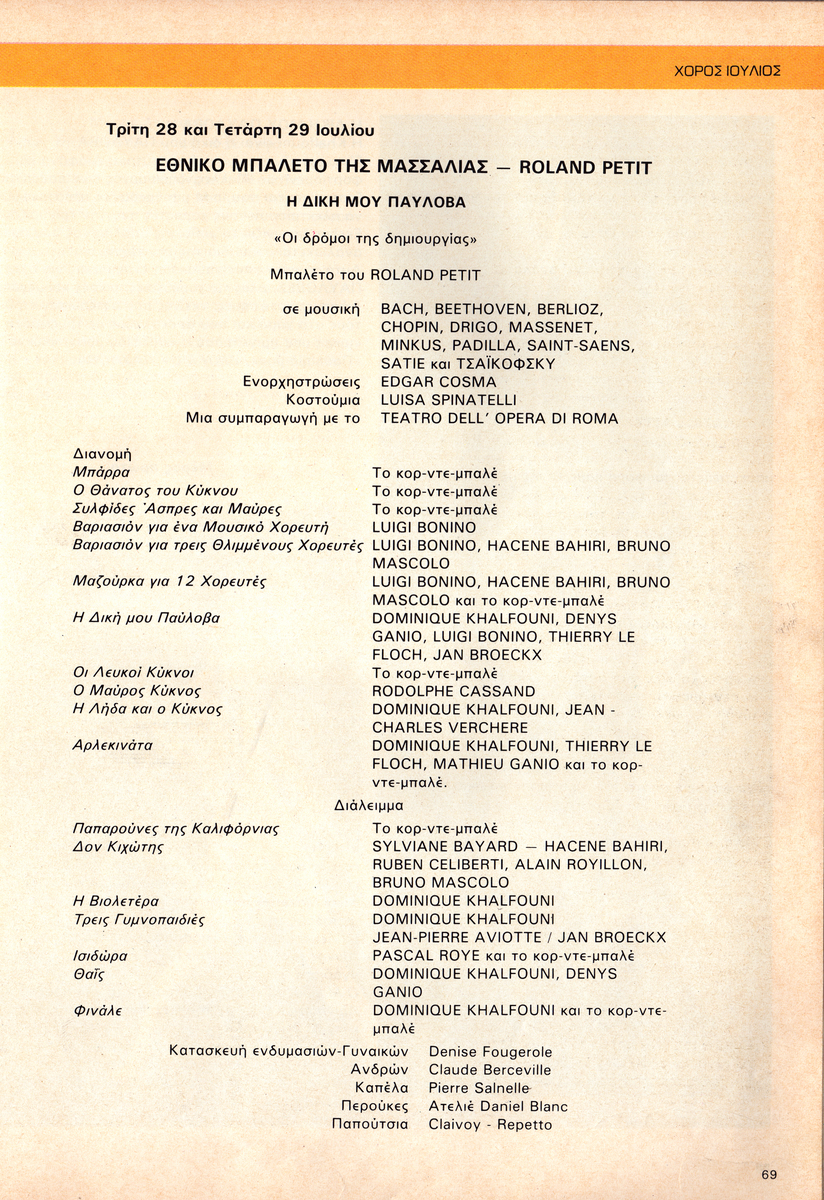 ΧΟΡΟΣ ΙΟΥΛΙΟΣ
Τρίτη 28 και Τετάρτη 29 Ιουλίου
ΕΘΝΙΚΟ ΜΠΑΛΕΤΟ ΤΗΣ ΜΑΣΣΑΛΙΑΣ — ROLAND PETIT
Η ΔΙΚΗ ΜΟΥ ΠΑΥΛΟΒΑ
«Οι δρόμοι της δημιουργίας»
Μπαλέτο του ROLAND PETIT
σε μουσική BACH, BEETHOVEN, BERLIOZ,
CHOPIN, DRIGO, MASSENET,
MINKUS, PADILLA, SAINT-SAENS,
SATIE και ΤΣΑΪΚΟΦΣΚΥ
Ενορχηστρώσεις EDGAR COSMA
Κοστούμια LUISA SPINATELLI
Μια συμπαραγωγή με το TEATRO DELL' OPERA DI ROMA
Διανομή
Μπάρρα Το κορ-ντε-μπαλέ
Ο Θάνατος του Κύκνου Το κορ-ντε-μπαλέ
Συλφίδες Άσπρες και Μαύρες Το κορ-ντε-μπαλέ
Βαριασιόν για ένα Μουσικό Χορευτή LUIGI BONINO
Βαριασιόν για τρεις Θλιμμένους Χορευτές LUIGI BONINO, HACENE BAHIRI, BRUNO
MASCOLO
Μαζούρκα για 12 Χορευτές LUIGI BONINO, HACENE BAHIRI, BRUNO
MASCOLO και το κορ-ντε-μπαλέ
Η Δική μου Παύλοβα DOMINIQUE KHALFOUNI, DENYS
GANIO, LUIGI BONINO, THIERRY LE
FLOCH, JAN BROECKX
Οι Λευκοί Κύκνοι Το κορ-ντε-μπαλέ
Ο Μαύρος Κύκνος RODOLPHE CASSAND
Η Λήδα και ο Κύκνος DOMINIQUE KHALFOUNI, JEAN -
CHARLES VERCHERE
Αρλεκινάτα DOMINIQUE KHALFOUNI, THIERRY LE
FLOCH, MATHIEU GANIO και το κορ-
ντε-μπαλέ.
Διάλειμμα
Παπαρούνες της Καλιφόρνιας Το κορ-ντε-μπαλέ
Δον Κιχώτης SYLVIANE BAYARD — HACENE BAHIRI,
RUBEN CELIBERTI, ALAIN ROYILLON,
BRUNO MASCOLO
Η Βιολετέρα DOMINIQUE KHALFOUNI
Τρεις Γυμνοπαιδιές DOMINIQUE KHALFOUNI
JEAN-PIERRE AVIOTTE / JAN BROECKX
Ισιδώρα PASCAL ROYE και το κορ-ντε-μπαλέ
Θαΐς DOMINIQUE KHALFOUNI, DENYS
GANIO
Φινάλε DOMINIQUE KHALFOUNI και το κορ-ντε-
μπαλέ
Κατασκευή ενδυμασιών-Γυναικών Denise Fougerole
Ανδρών Claude Berceville
Καπέλα Pierre Salnelle
Περούκες Ατελιέ Daniel Blanc
Παπούτσια Claivoy - Repetto
69